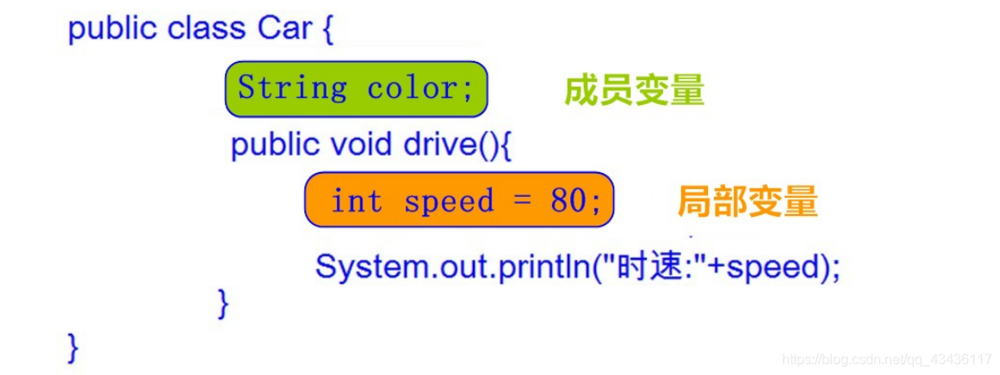 public class Car {
String color; 成员变量
public void drive(){
int speed = 80; 局部变量
System.out.println("时速:"+speed);
}
}
https://blog.csdn.net/qq_43436117